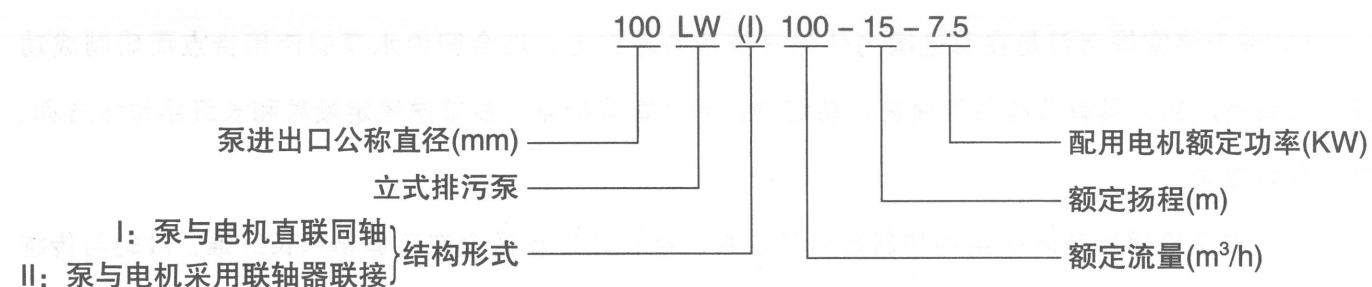 100 LW (I) 100-15-7.5
泵进出口公称直径(mm)
立式排污泵
I：泵与电机直联同轴
II：泵与电机采用联轴器联接
结构形式
配用电机额定功率(KW)
额定扬程(m)
额定流量(m³/h)